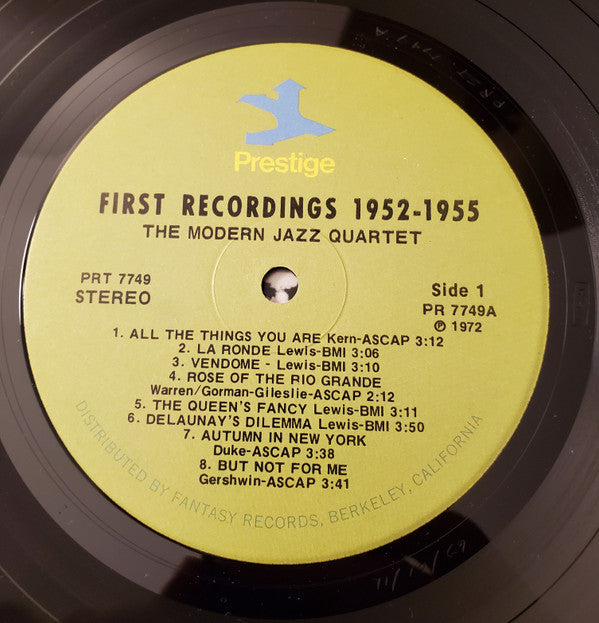 Prestige
FIRST RECORDINGS 1952-1955
THE MODERN JAZZ QUARTET
PRT 7749
STEREO
Side 1
PR 7749A
℗ 1972
1. ALL THE THINGS YOU ARE Kern-ASCAP 3:12
2. LA RONDE Lewis-BMI 3:06
3. VENDOME - Lewis-BMI 3:10
4. ROSE OF THE RIO GRANDE
Warren/Gorman-Gileslie-ASCAP 2:12
5. THE QUEEN'S FANCY Lewis-BMI 3:11
6. DELAUNAY'S DILEMMA Lewis-BMI 3:50
7. AUTUMN IN NEW YORK
Duke-ASCAP 3:38
8. BUT NOT FOR ME
Gershwin-ASCAP 3:41
DISTRIBUTED BY FANTASY RECORDS, BERKELEY, CALIFORNIA